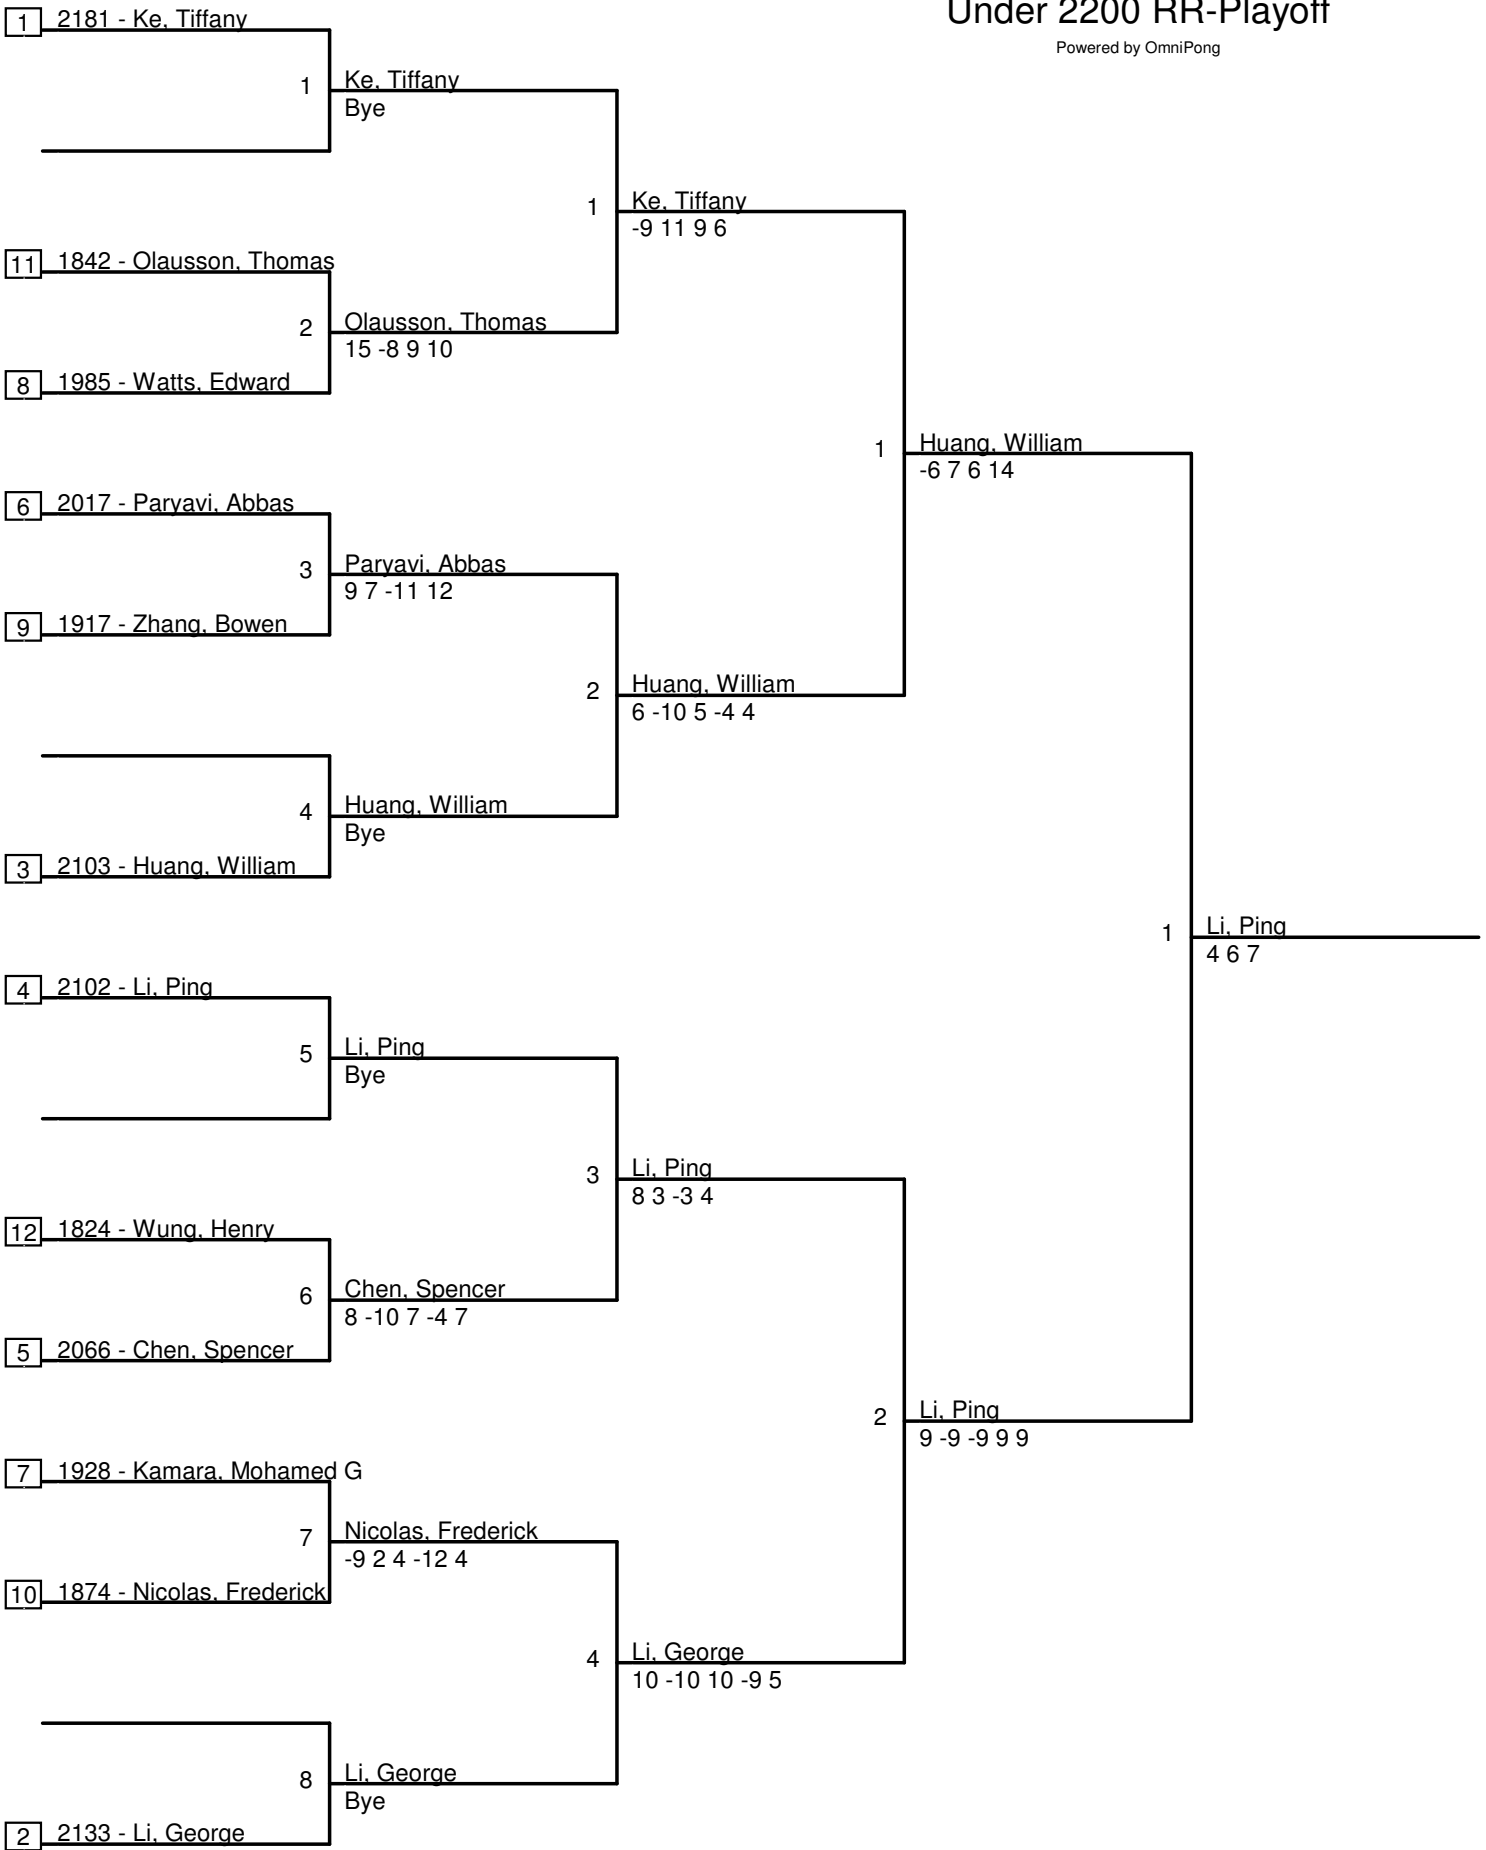 Under 2200 RR-Playoff
Powered by OmniPong
1 2181 - Ke, Tiffany
1 Ke, Tiffany
Bye
1 Ke, Tiffany
-9 11 9 6
11 1842 - Olausson, Thomas
2 Olausson, Thomas
15 -8 9 10
8 1985 - Watts, Edward
1 Huang, William
-6 7 6 14
6 2017 - Paryavi, Abbas
3 Paryavi, Abbas
9 7 -11 12
9 1917 - Zhang, Bowen
2 Huang, William
6 -10 5 -4 4
4 Huang, William
Bye
3 2103 - Huang, William
1 Li, Ping
4 6 7
4 2102 - Li, Ping
5 Li, Ping
Bye
3 Li, Ping
8 3 -3 4
12 1824 - Wung, Henry
6 Chen, Spencer
8 -10 7 -4 7
5 2066 - Chen, Spencer
2 Li, Ping
9 -9 -9 9 9
7 1928 - Kamara, Mohamed G
7 Nicolas, Frederick
-9 2 4 -12 4
10 1874 - Nicolas, Frederick
4 Li, George
10 -10 10 -9 5
8 Li, George
Bye
2 2133 - Li, George